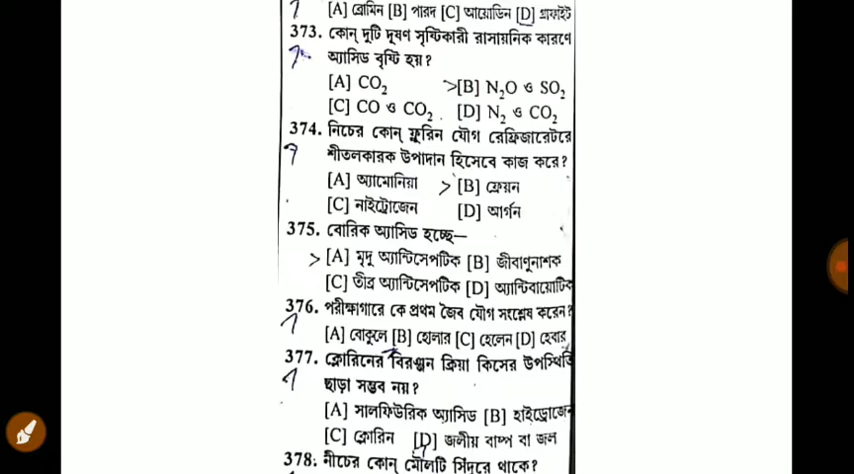 [A] ব্রোমিন [B] পারদ [C] আয়োডিন [D] গ্রাফাইট
373. কোন্ দুটি দূষণ সৃষ্টিকারী রাসায়নিক কারণে
অ্যাসিড বৃষ্টি হয়?
[A] CO₂ >[B] N₂O ও SO₂
[C] CO ও CO₂ [D] N₂ ও CO₂
374. নিচের কোন্ ফ্লুরিন যৌগ রেফ্রিজারেটরে
শীতলকারক উপাদান হিসেবে কাজ করে?
[A] অ্যামোনিয়া >[B] ফ্রেয়ন
[C] নাইট্রোজেন [D] আর্গন
375. বোরিক অ্যাসিড হচ্ছে—
>[A] মৃদু অ্যান্টিসেপটিক [B] জীবাণুনাশক
[C] তীব্র অ্যান্টিসেপটিক [D] অ্যান্টিবায়োটিক
376. পরীক্ষাগারে কে প্রথম জৈব যৌগ সংশ্লেষ করেন?
[A] বোকুলে [B] হোলার [C] হেলেন [D] হেবার
377. ক্লোরিনের বিরঞ্জন ক্রিয়া কিসের উপস্থিতি
ছাড়া সম্ভব নয়?
[A] সালফিউরিক অ্যাসিড [B] হাইড্রোজেন
[C] ক্লোরিন [D] জলীয় বাষ্প বা জল
378. নীচের কোন্ মৌলটি সিঁদুরে থাকে?